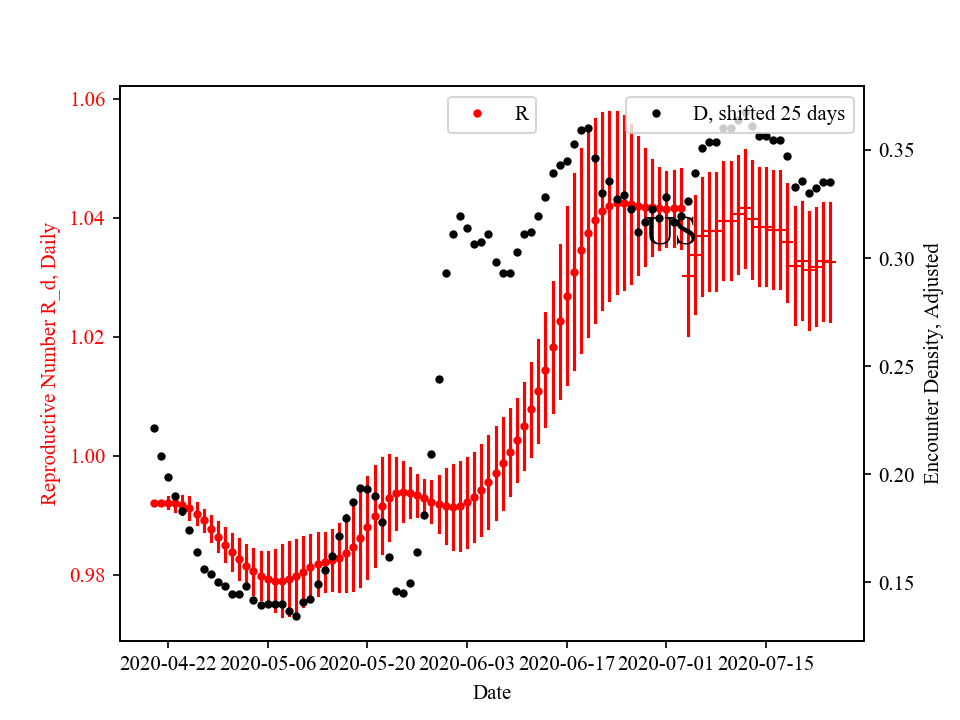 R
D, shifted 25 days
1.06
1.04
1.02
1.00
0.98
Reproductive Number R_d, Daily
US
0.35
0.30
0.25
0.20
0.15
Encounter Density, Adjusted
2020-04-22 2020-05-06 2020-05-20 2020-06-03 2020-06-17 2020-07-01 2020-07-15
Date